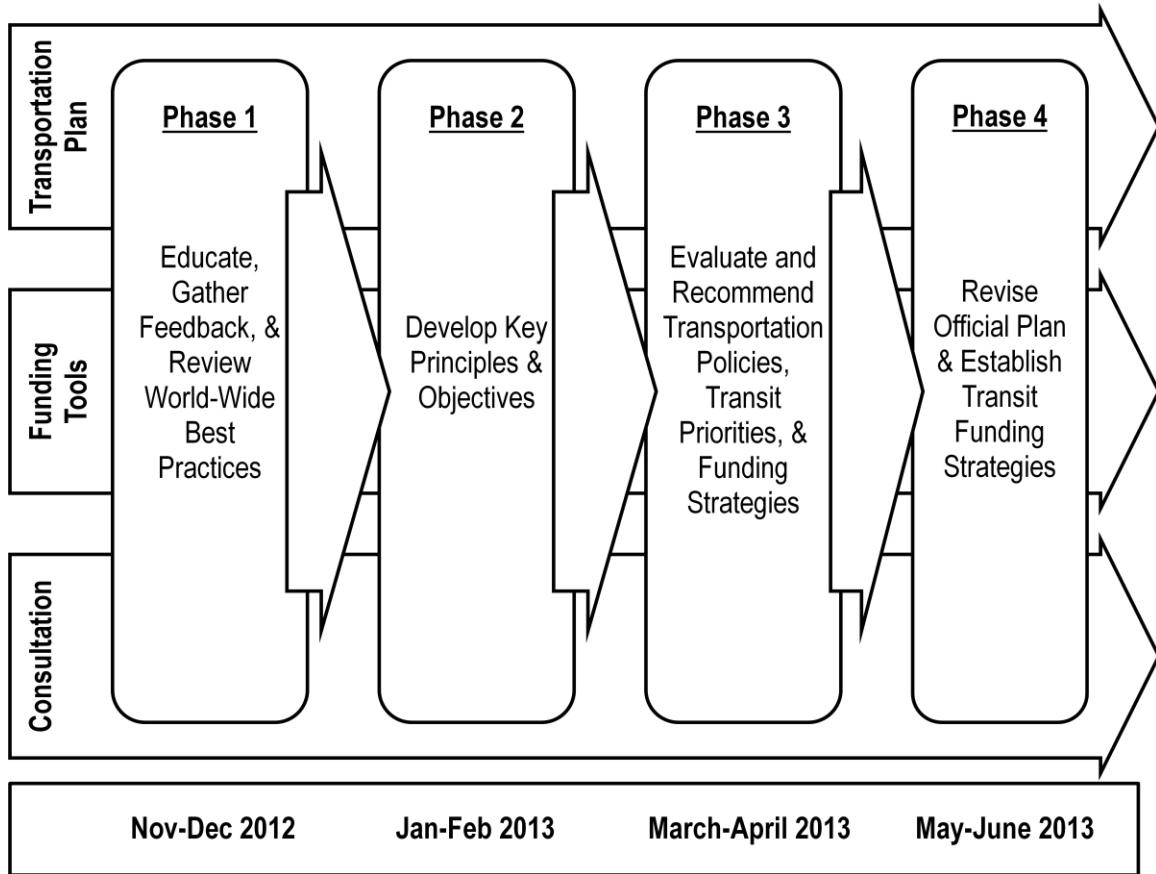 Transportation
Plan
Funding
Tools
Consultation
Phase 1
Educate,
Gather
Feedback, &
Review
World-Wide
Best
Practices
Phase 2
Develop Key
Principles &
Objectives
Phase 3
Evaluate and
Recommend
Transportation
Policies,
Transit
Priorities, &
Funding
Strategies
Phase 4
Revise
Official Plan
& Establish
Transit
Funding
Strategies
Nov-Dec 2012
Jan-Feb 2013
March-April 2013
May-June 2013